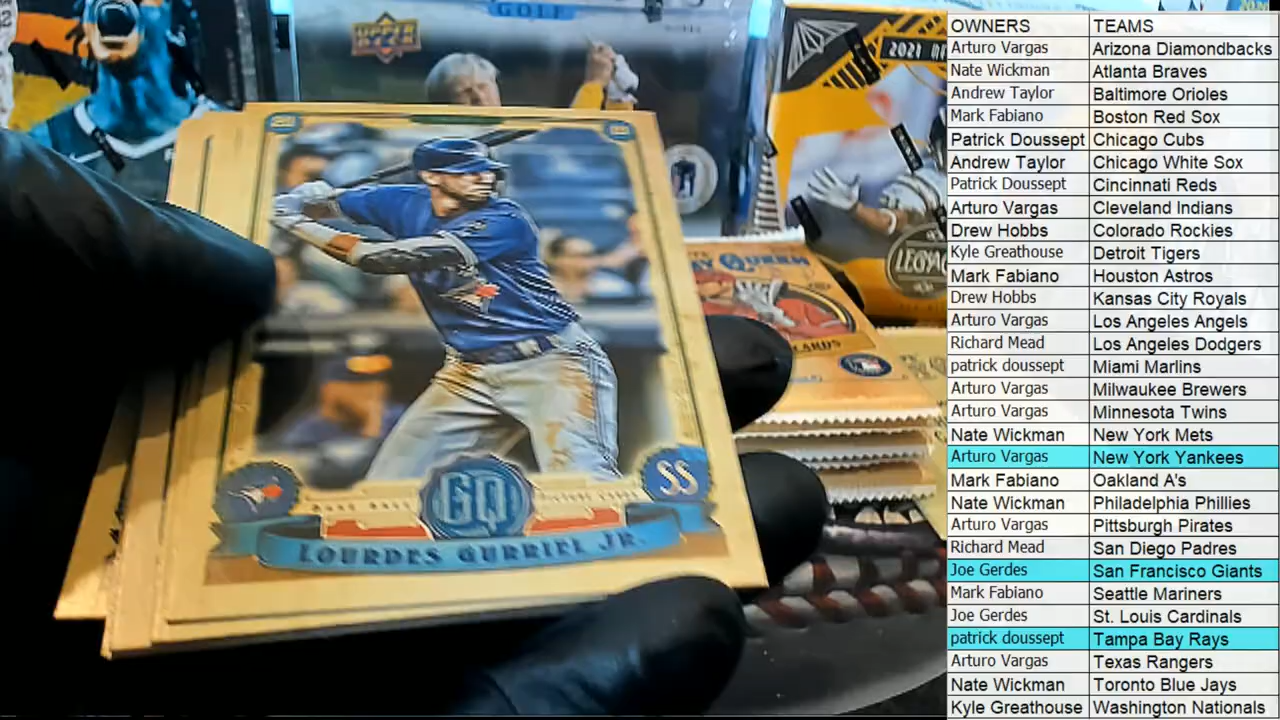 GOLF
UPPER DECK
2021
LEGACY
GYPSY QUEEN
CARDS
GQ
SS
LOURDES GURRIEL JR.
OWNERS TEAMS
Arturo Vargas Arizona Diamondbacks
Nate Wickman Atlanta Braves
Andrew Taylor Baltimore Orioles
Mark Fabiano Boston Red Sox
Patrick Doussept Chicago Cubs
Andrew Taylor Chicago White Sox
Patrick Doussept Cincinnati Reds
Arturo Vargas Cleveland Indians
Drew Hobbs Colorado Rockies
Kyle Greathouse Detroit Tigers
Mark Fabiano Houston Astros
Drew Hobbs Kansas City Royals
Arturo Vargas Los Angeles Angels
Richard Mead Los Angeles Dodgers
patrick doussept Miami Marlins
Arturo Vargas Milwaukee Brewers
Arturo Vargas Minnesota Twins
Nate Wickman New York Mets
Arturo Vargas New York Yankees
Mark Fabiano Oakland A's
Nate Wickman Philadelphia Phillies
Arturo Vargas Pittsburgh Pirates
Richard Mead San Diego Padres
Joe Gerdes San Francisco Giants
Mark Fabiano Seattle Mariners
Joe Gerdes St. Louis Cardinals
patrick doussept Tampa Bay Rays
Arturo Vargas Texas Rangers
Nate Wickman Toronto Blue Jays
Kyle Greathouse Washington Nationals